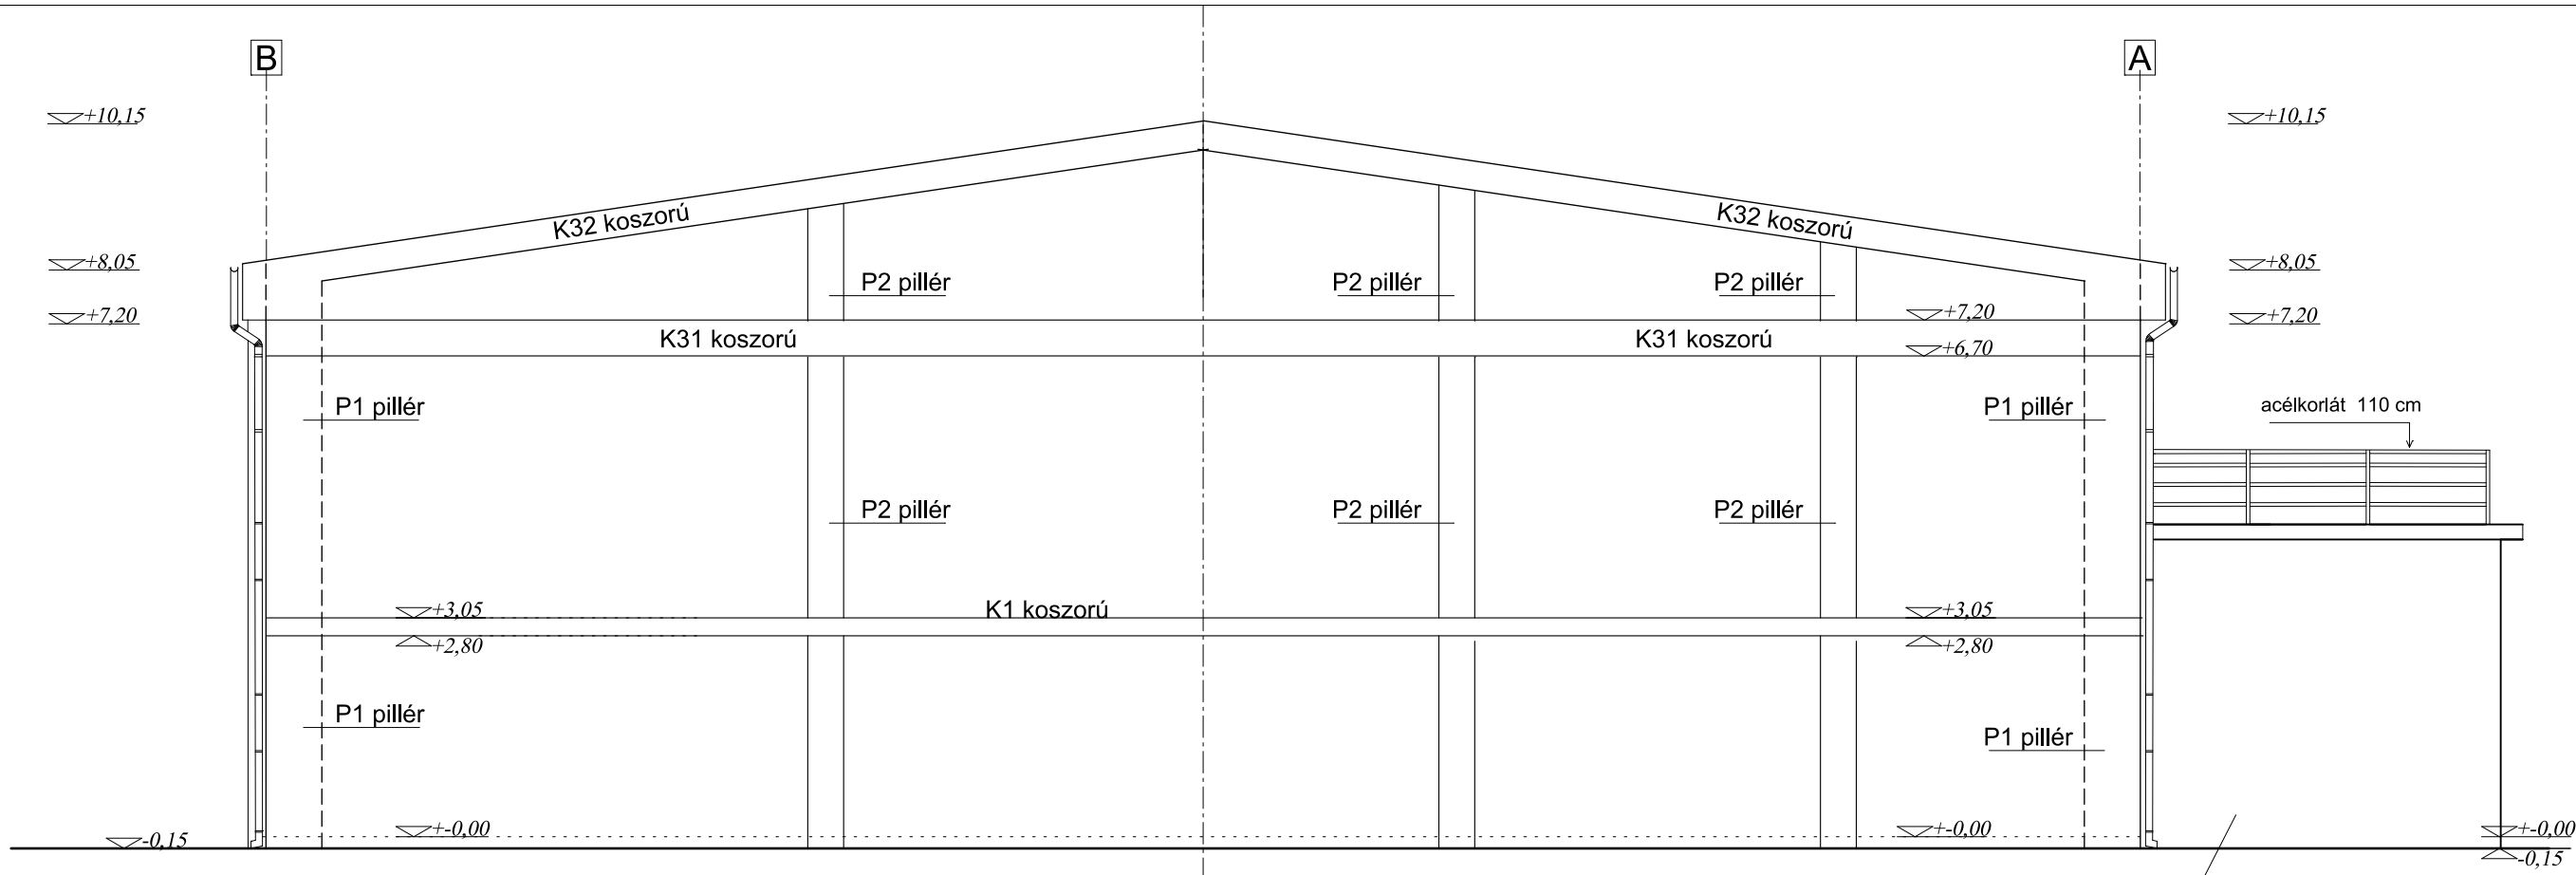 B
A
+10,15
+10,15
K32 koszorú
K32 koszorú
+8,05
+8,05
P2 pillér
P2 pillér
P2 pillér
+7,20
+7,20
+7,20
K31 koszorú
K31 koszorú
+6,70
P1 pillér
P1 pillér
acélkorlát 110 cm
P2 pillér
P2 pillér
P2 pillér
+3,05
K1 koszorú
+3,05
+2,80
+2,80
P1 pillér
P1 pillér
-0,15
+-0,00
+-0,00
+-0,00
-0,15